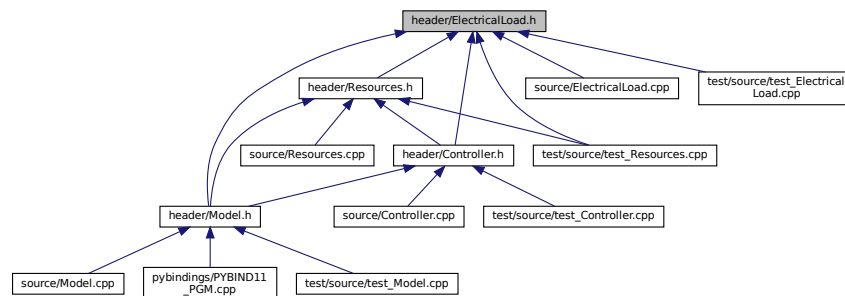 header/ElectricalLoad.h
header/Resources.h
source/ElectricalLoad.cpp
test/source/test_Electrical
Load.cpp
source/Resources.cpp
header/Controller.h
test/source/test_Resources.cpp
header/Model.h
source/Controller.cpp
test/source/test_Controller.cpp
source/Model.cpp
pybindings/PYBIND11
_PGM.cpp
test/source/test_Model.cpp